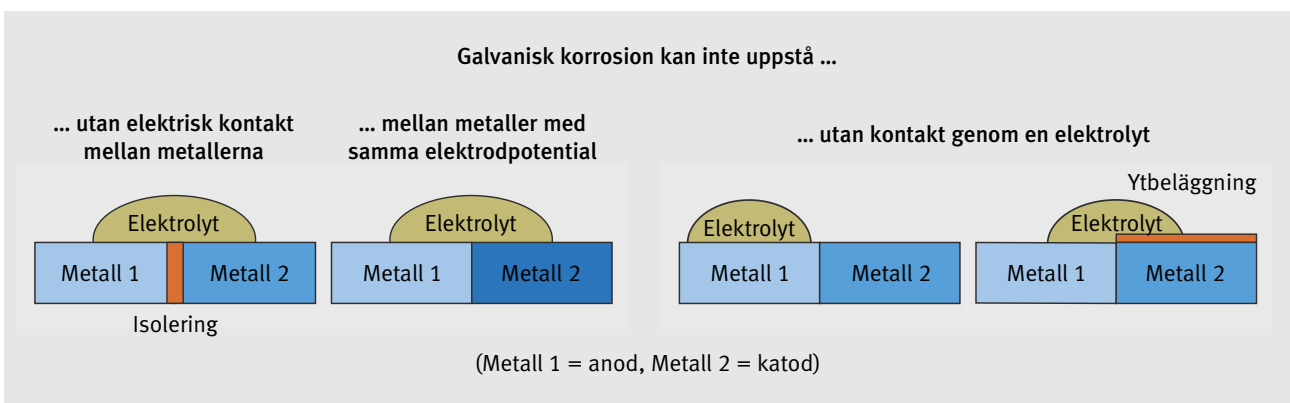 Galvanisk korrosion kan inte uppstå ...
... utan elektrisk kontakt
mellan metallerna
... mellan metaller med
samma elektrodpotential
... utan kontakt genom en elektrolyt
Ytbeläggning
Elektrolyt
Elektrolyt
Elektrolyt
Elektrolyt
Metall 1
Metall 2
Metall 1
Metall 2
Metall 1
Metall 2
Metall 1
Metall 2
Isolering
(Metall 1 = anod, Metall 2 = katod)